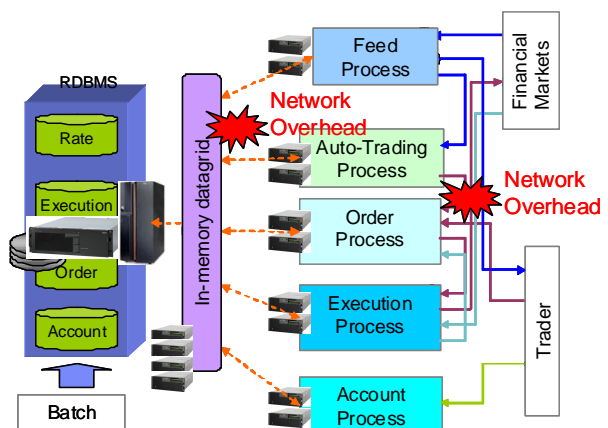 RDBMS
Rate
Execution
Order
Account
Batch
In-memory datagrid
Network
Overhead
Feed
Process
Auto-Trading
Process
Order
Process
Execution
Process
Account
Process
Network
Overhead
Financial
Markets
Trader